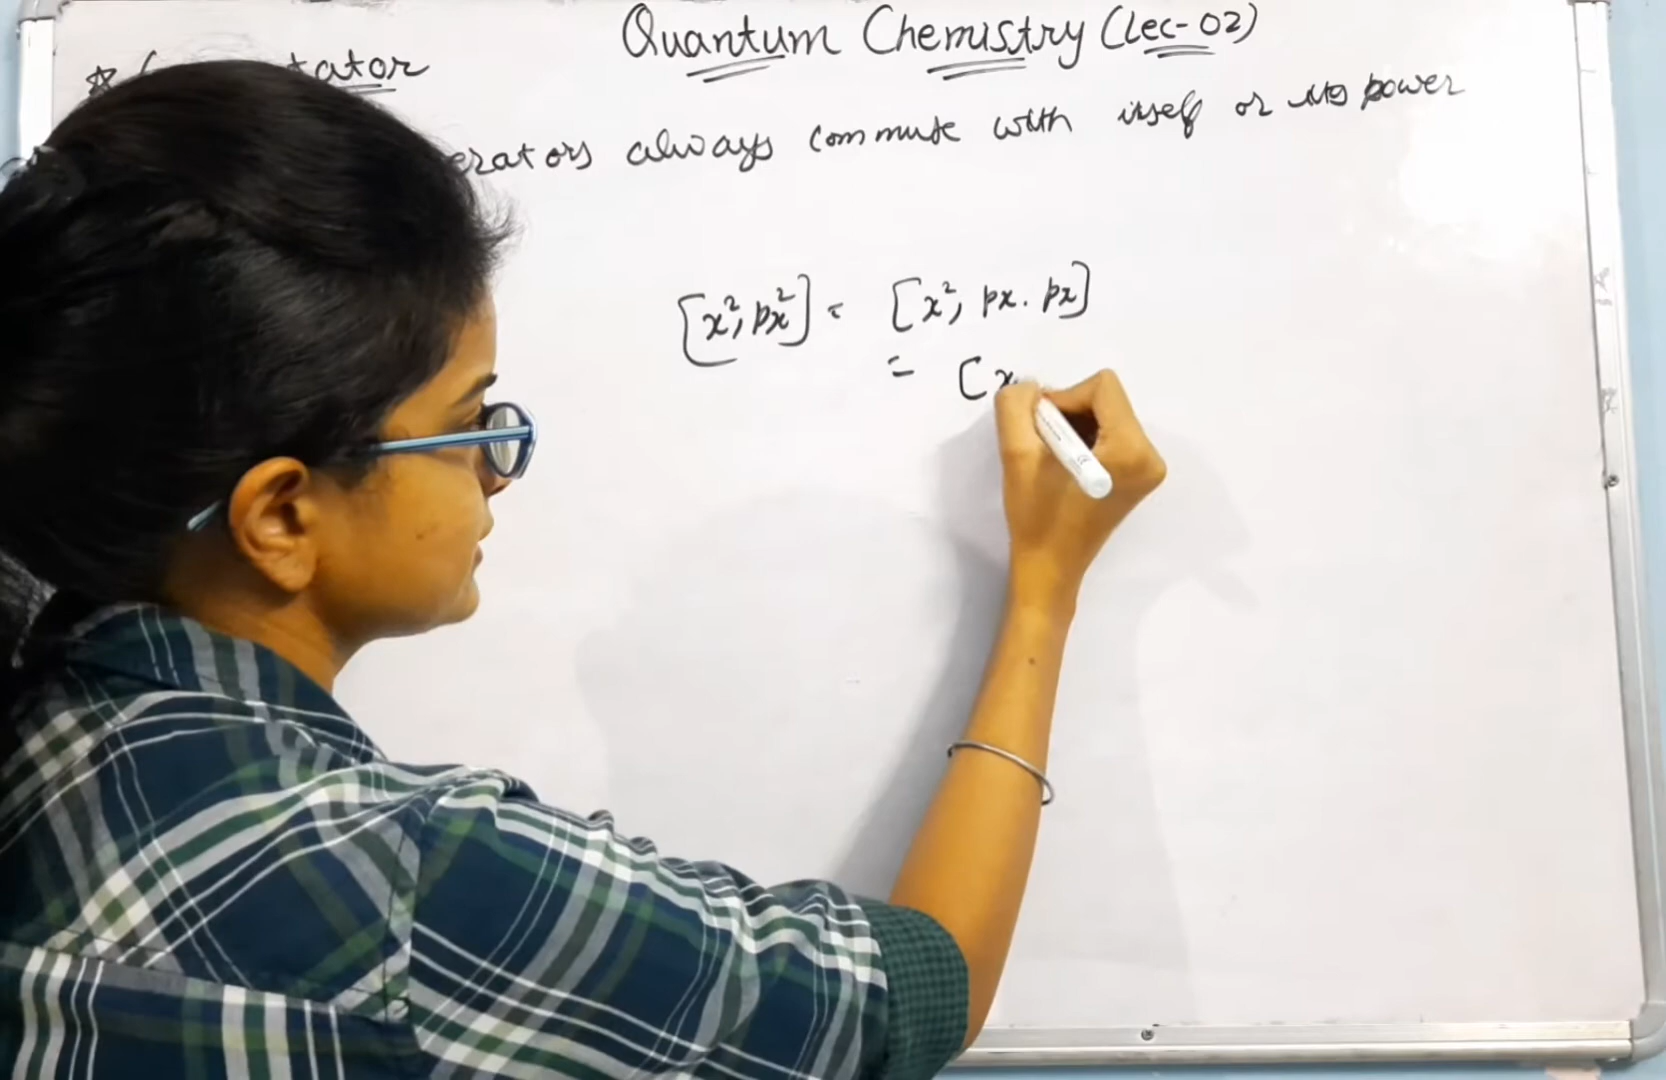 Quantum Chemistry (Lec-02)
tator
erators always commute with itself or its power
[x², px²] = [x², px. px]
= [x